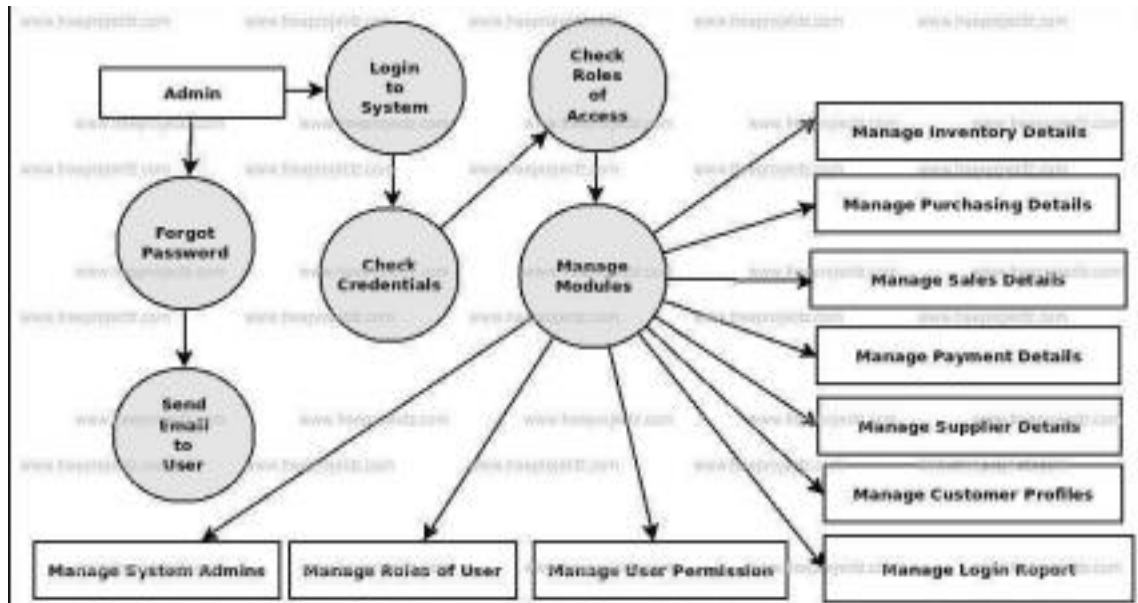 Admin
Login
to
System
Check
Roles
of
Access
Forgot
Password
Check
Credentials
Manage
Modules
Send
Email
to
User
Manage Inventory Details
Manage Purchasing Details
Manage Sales Details
Manage Payment Details
Manage Supplier Details
Manage Customer Profiles
Manage Login Report
Manage System Admins
Manage Roles of User
Manage User Permission